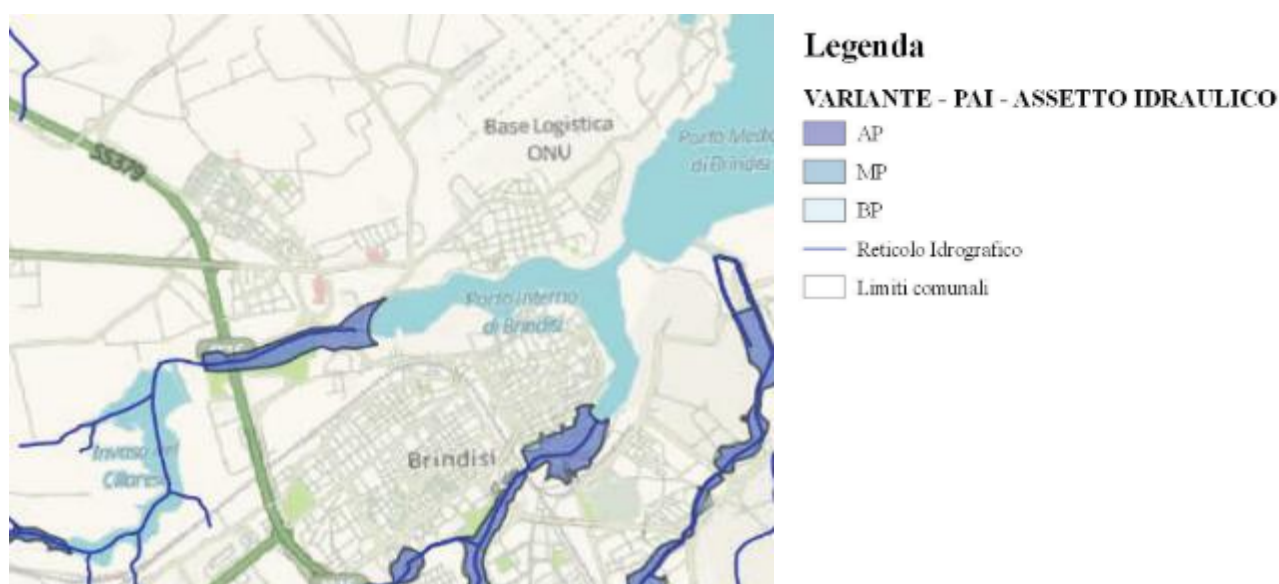 SS379
Base Logistica
ONU
Porto Medio
di Brindisi
Porto Interno
di Brindisi
Brindisi
Invaso del
Cillarese
Legenda
VARIANTE - PAI - ASSETTO IDRAULICO
AP
MP
BP
Reticolo Idrografico
Limiti comunali